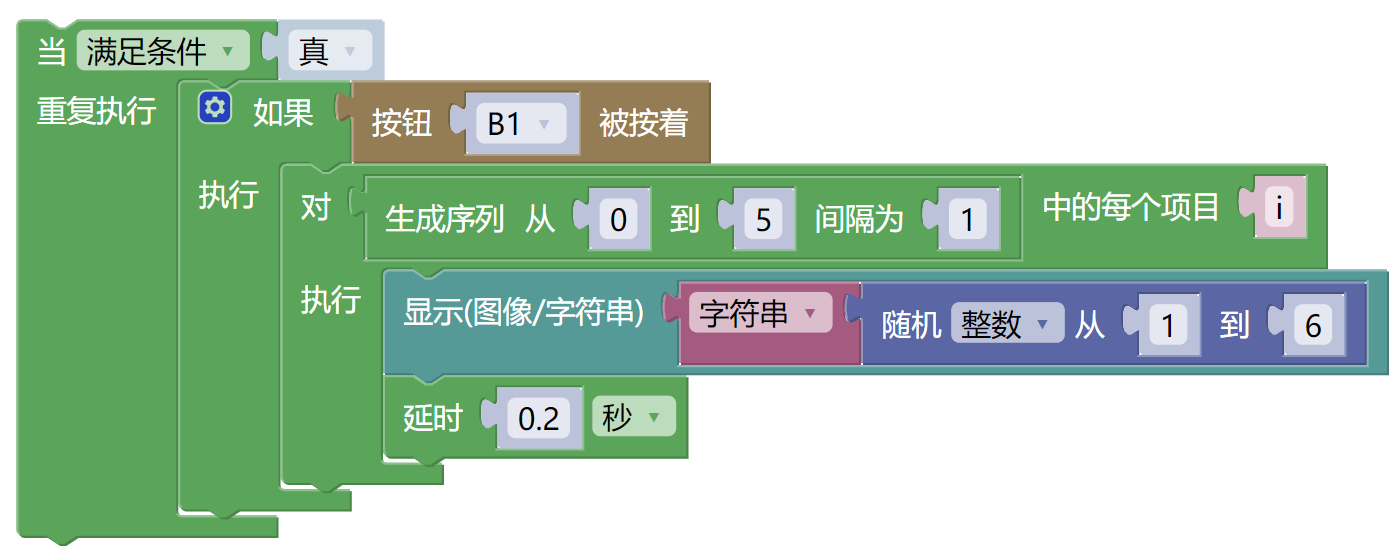 当 满足条件 真
重复执行 如果 按钮 B1 被按着
执行 对 生成序列 从 0 到 5 间隔为 1 中的每个项目 i
执行 显示(图像/字符串) 字符串 随机 整数 从 1 到 6
延时 0.2 秒